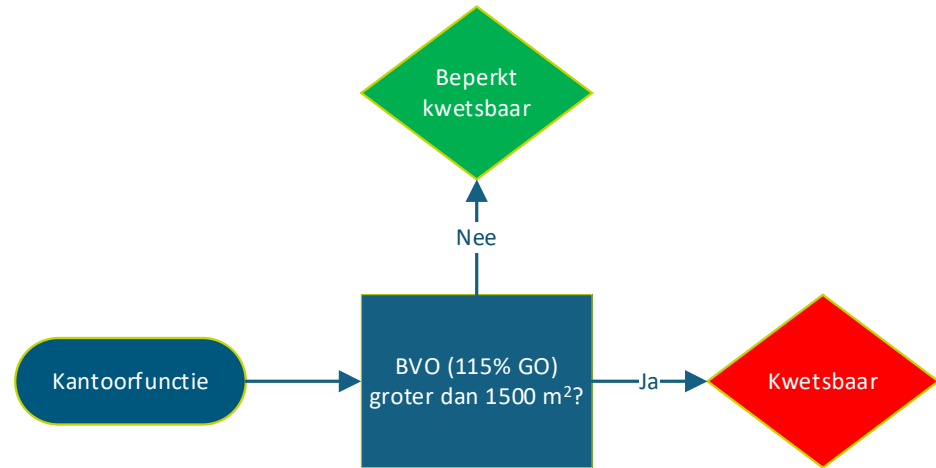 Beperkt
kwetsbaar
Nee
Kantoorfunctie
BVO (115% GO)
groter dan 1500 m²?
Ja
Kwetsbaar